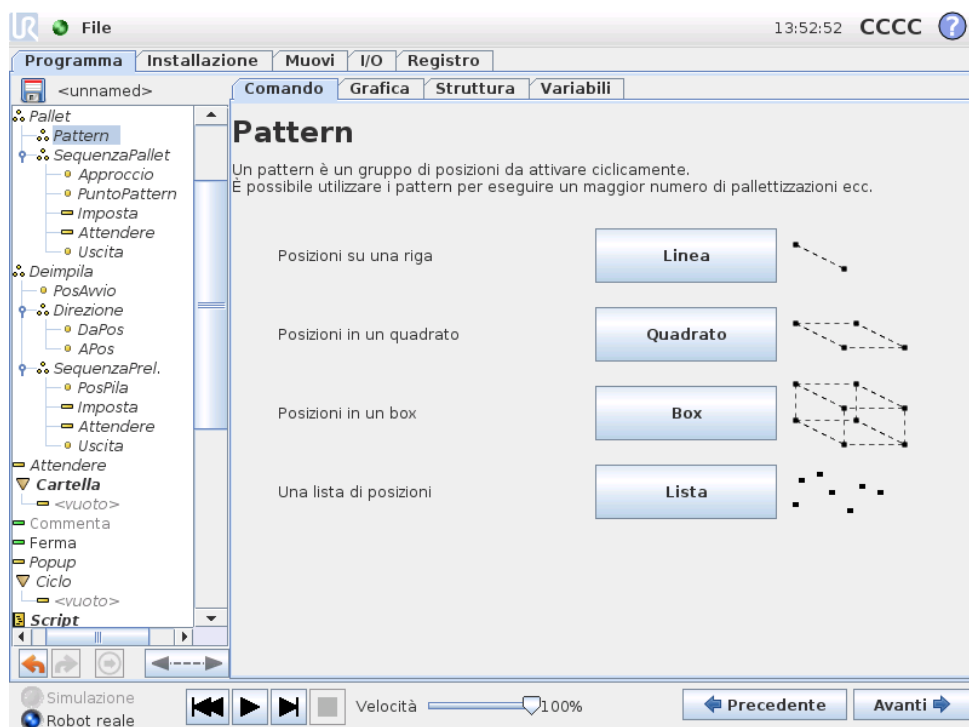 UR File 13:52:52 CCCC ?
Programma Installazione Muovi I/O Registro
<unnamed>
Comando Grafica Struttura Variabili
Pallet
Pattern
SequenzaPallet
Approccio
PuntoPattern
Imposta
Attendere
Uscita
Deimpila
PosAvvio
Direzione
DaPos
APos
SequenzaPrel.
PosPila
Imposta
Attendere
Uscita
Attendere
Cartella
<vuoto>
Commenta
Ferma
Popup
Ciclo
<vuoto>
Script
Pattern
Un pattern è un gruppo di posizioni da attivare ciclicamente.
È possibile utilizzare i pattern per eseguire un maggior numero di pallettizzazioni ecc.
Posizioni su una riga Linea
Posizioni in un quadrato Quadrato
Posizioni in un box Box
Una lista di posizioni Lista
Simulazione
Robot reale
Velocità 100%
Precedente Avanti